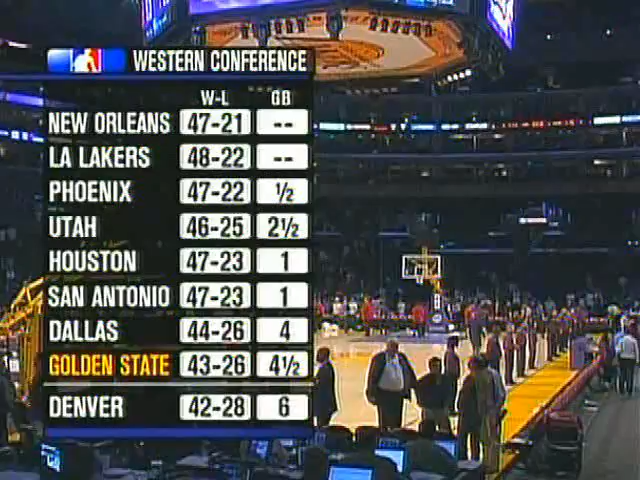 WESTERN CONFERENCE
W-L GB
NEW ORLEANS 47-21 --
LA LAKERS 48-22 --
PHOENIX 47-22 ½
UTAH 46-25 2½
HOUSTON 47-23 1
SAN ANTONIO 47-23 1
DALLAS 44-26 4
GOLDEN STATE 43-26 4½
DENVER 42-28 6